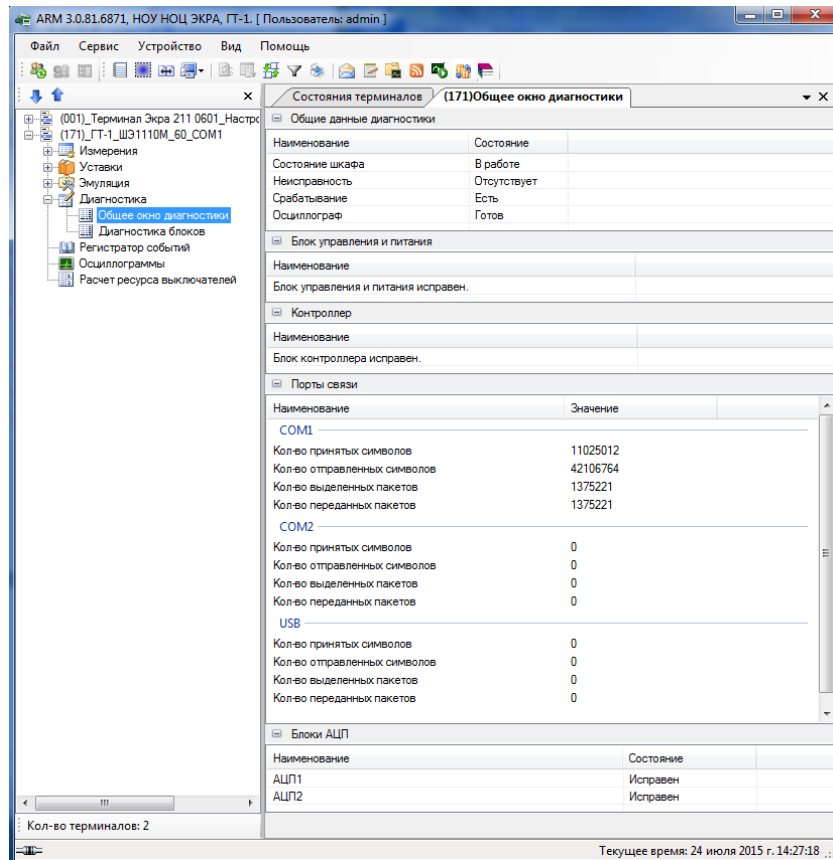 ARM 3.0.81.6871, НОУ НОЦ ЭКРА, ГТ-1. [ Пользователь: admin ]
Файл Сервис Устройство Вид Помощь
(001)_Терминал Экра 211 0601_Настро
(171)_ГТ-1_ШЭ1110М_60_COM1
Измерения
Уставки
Эмуляция
Диагностика
Общее окно диагностики
Диагностика блоков
Регистратор событий
Осциллограммы
Расчет ресурса выключателей
Кол-во терминалов: 2
Состояния терминалов (171)Общее окно диагностики
Общие данные диагностики
Наименование Состояние
Состояние шкафа В работе
Неисправность Отсутствует
Срабатывание Есть
Осциллограф Готов
Блок управления и питания
Наименование
Блок управления и питания исправен.
Контроллер
Наименование
Блок контроллера исправен.
Порты связи
Наименование Значение
COM1
Кол-во принятых символов 11025012
Кол-во отправленных символов 42106764
Кол-во выделенных пакетов 1375221
Кол-во переданных пакетов 1375221
COM2
Кол-во принятых символов 0
Кол-во отправленных символов 0
Кол-во выделенных пакетов 0
Кол-во переданных пакетов 0
USB
Кол-во принятых символов 0
Кол-во отправленных символов 0
Кол-во выделенных пакетов 0
Кол-во переданных пакетов 0
Блоки АЦП
Наименование Состояние
АЦП1 Исправен
АЦП2 Исправен
Текущее время: 24 июля 2015 г. 14:27:18